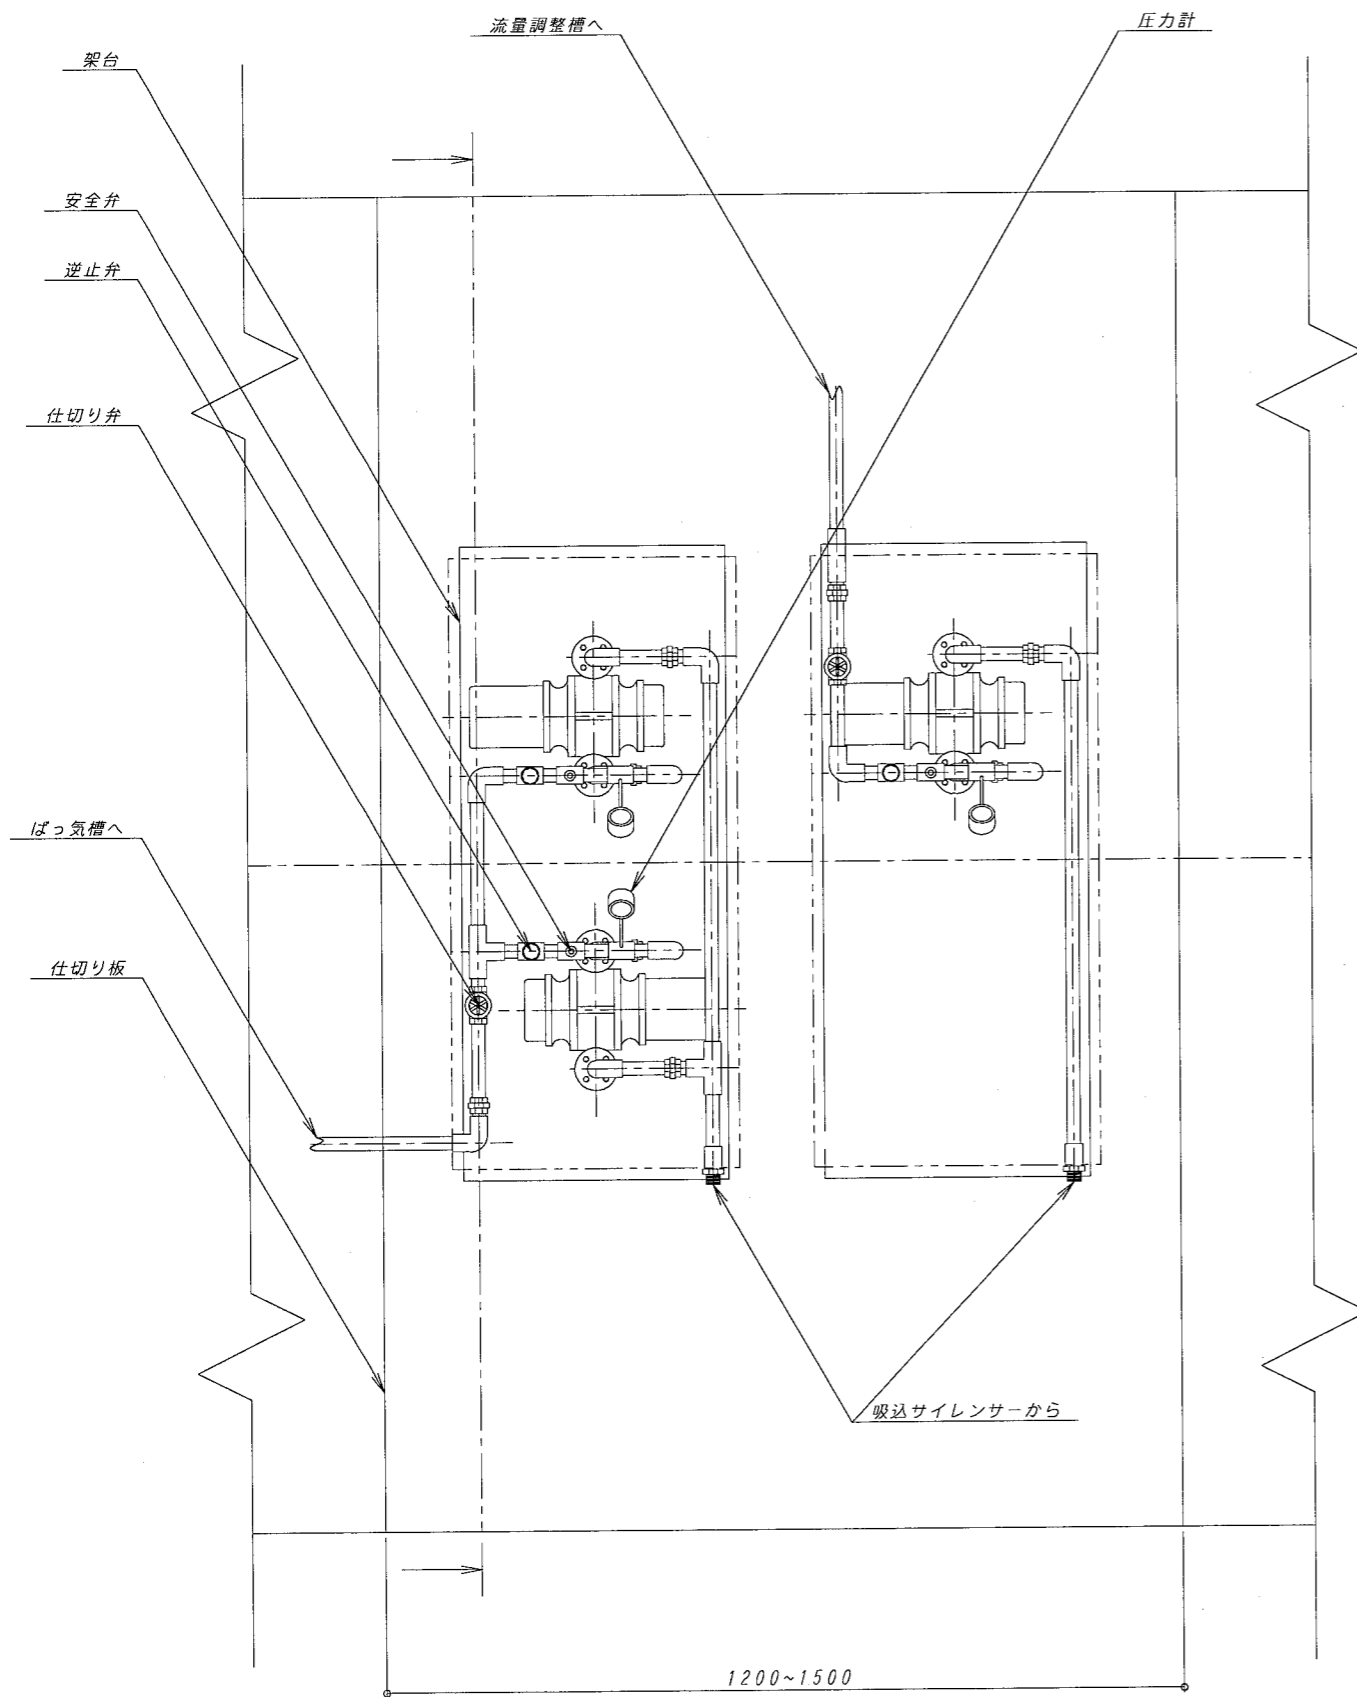 流量調整槽へ
圧力計
架台
安全弁
逆止弁
仕切り弁
ばっ気槽へ
仕切り板
吸込サイレンサーから
1200~1500